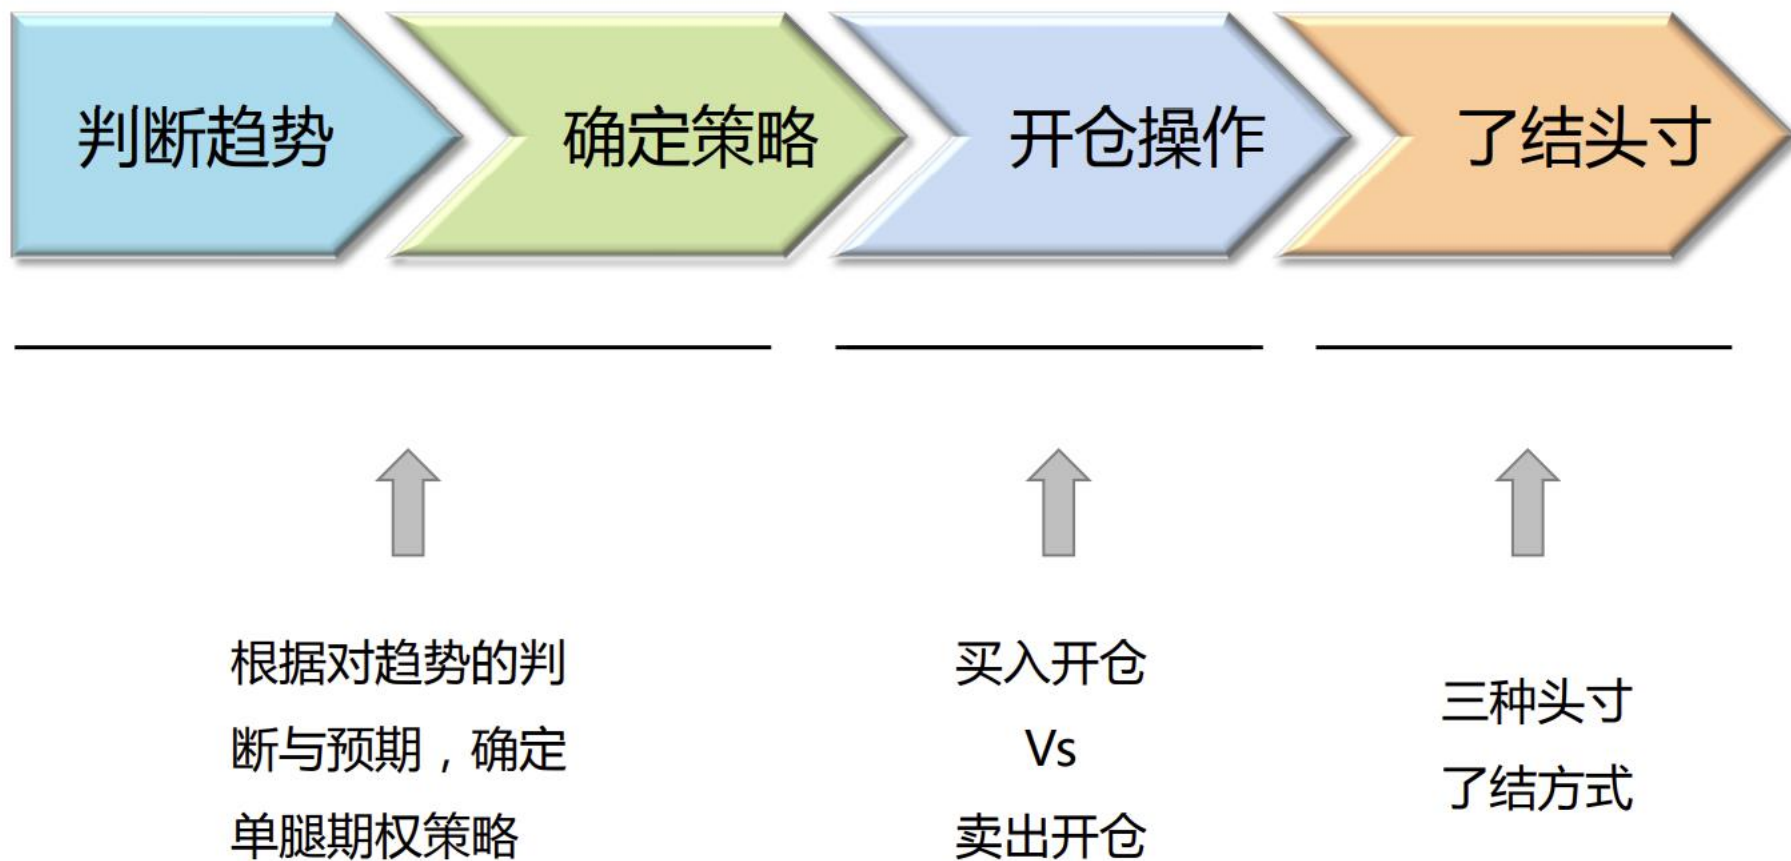 判断趋势
确定策略
开仓操作
了结头寸
根据对趋势的判
断与预期，确定
单腿期权策略
买入开仓
Vs
卖出开仓
三种头寸
了结方式